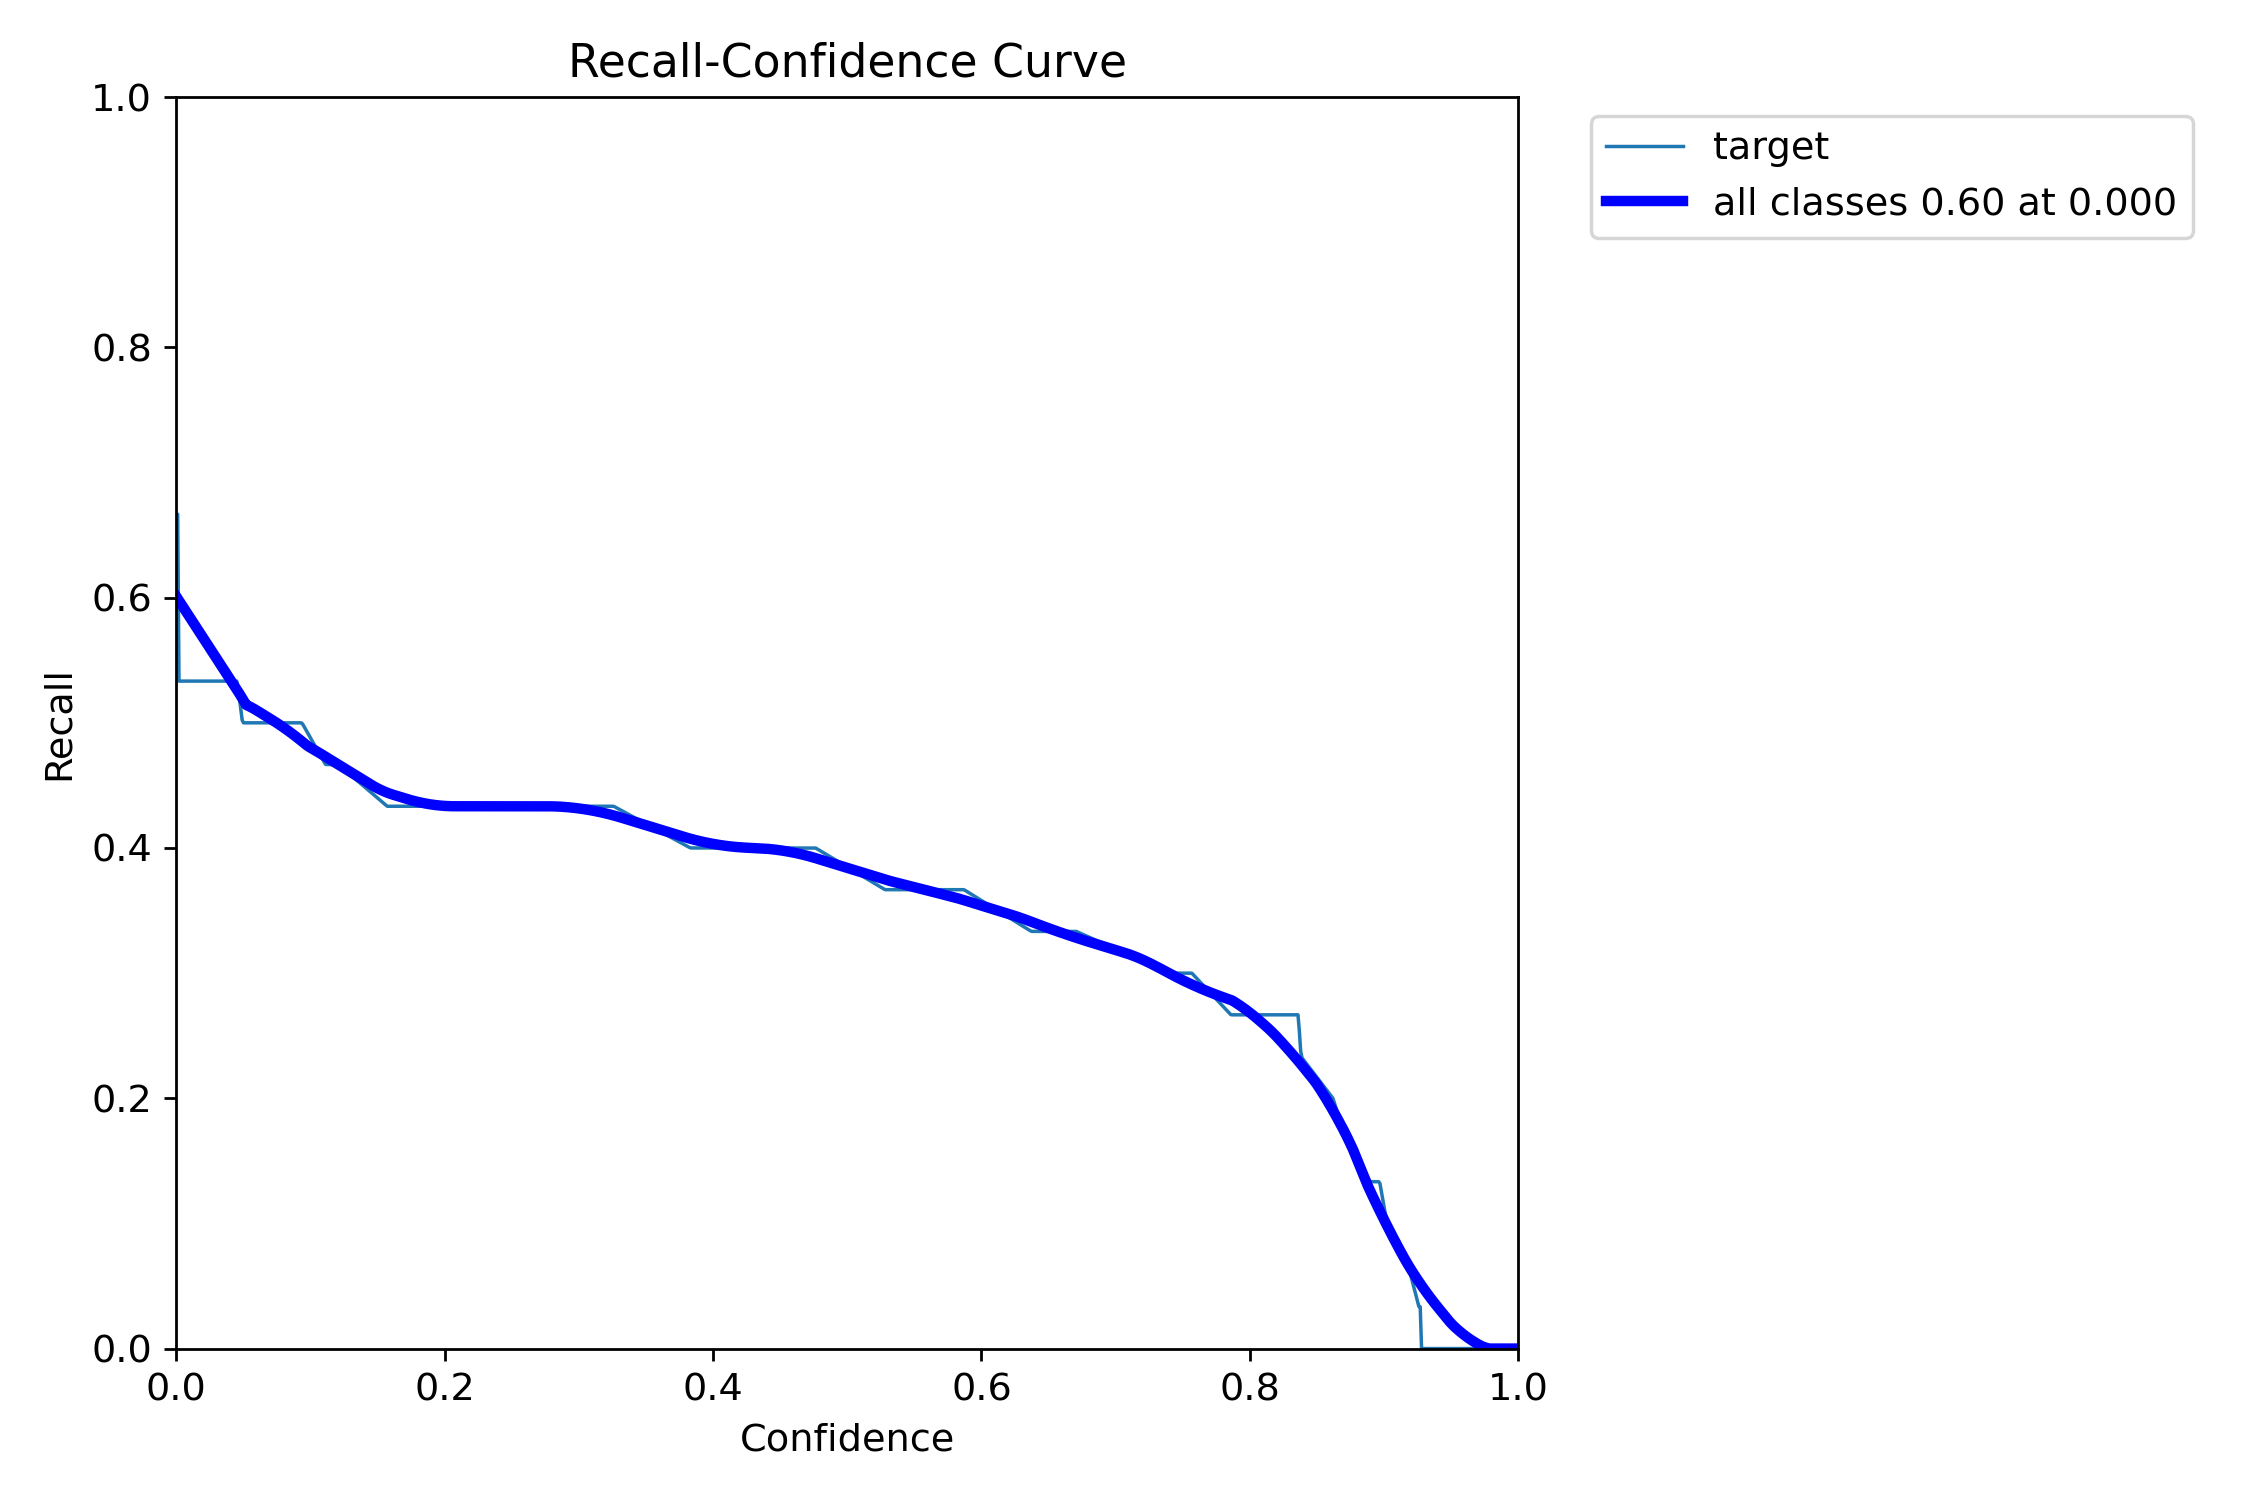 Recall-Confidence Curve
1.0
0.8
0.6
0.4
0.2
0.0
Recall
0.0 0.2 0.4 0.6 0.8 1.0
Confidence
target
all classes 0.60 at 0.000